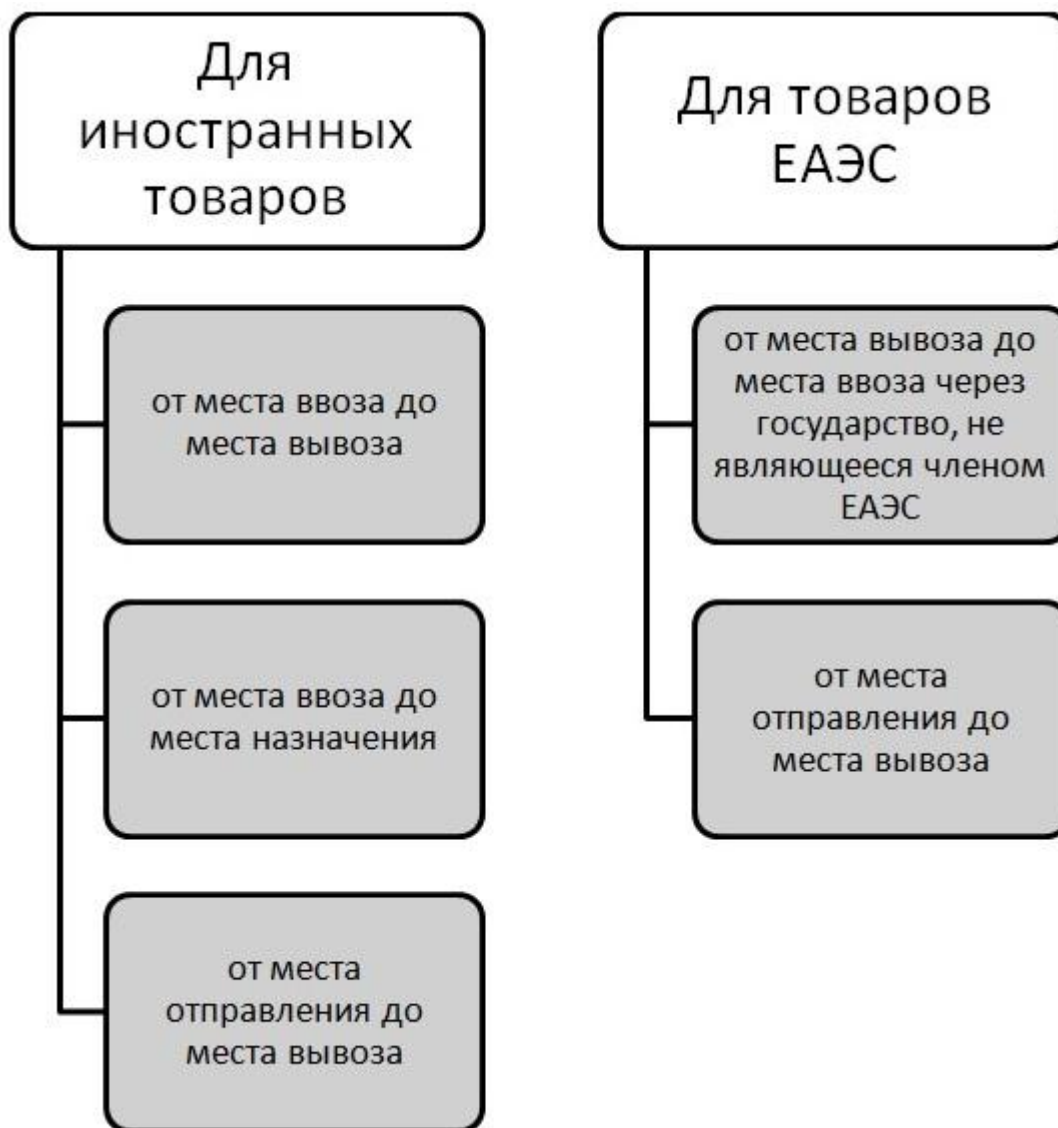 Для
иностранных
товаров
от места ввоза до
места вывоза
от места ввоза до
места назначения
от места
отправления до
места вывоза
Для товаров
ЕАЭС
от места вывоза до
места ввоза через
государство, не
являющееся членом
ЕАЭС
от места
отправления до
места вывоза